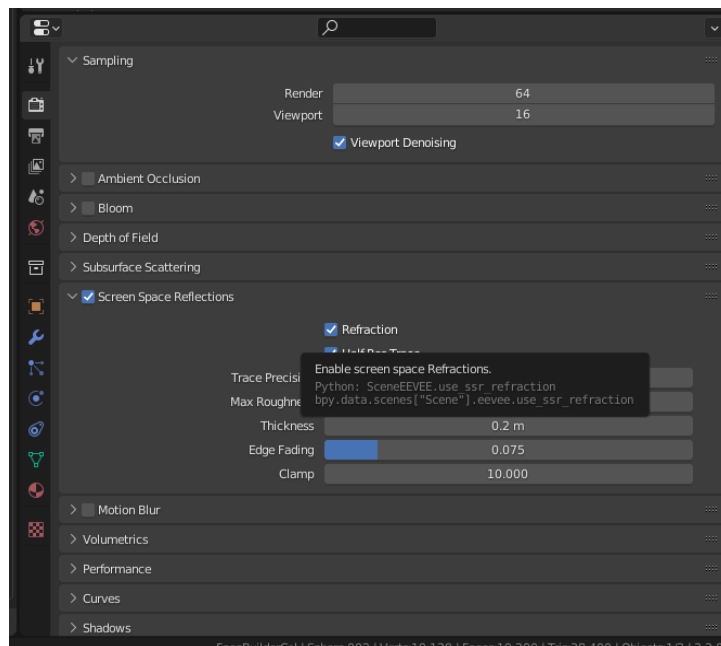 Sampling
Render 64
Viewport 16
Viewport Denoising
Ambient Occlusion
Bloom
Depth of Field
Subsurface Scattering
Screen Space Reflections
Refraction
Enable screen space Refractions.
Python: SceneEEVEE.use_ssr_refraction
bpy.data.scenes["Scene"].eevee.use_ssr_refraction
Trace
Max
Thickness 0.2 m
Edge Fading 0.075
Clamp 10.000
Motion Blur
Volumetrics
Performance
Curves
Shadows